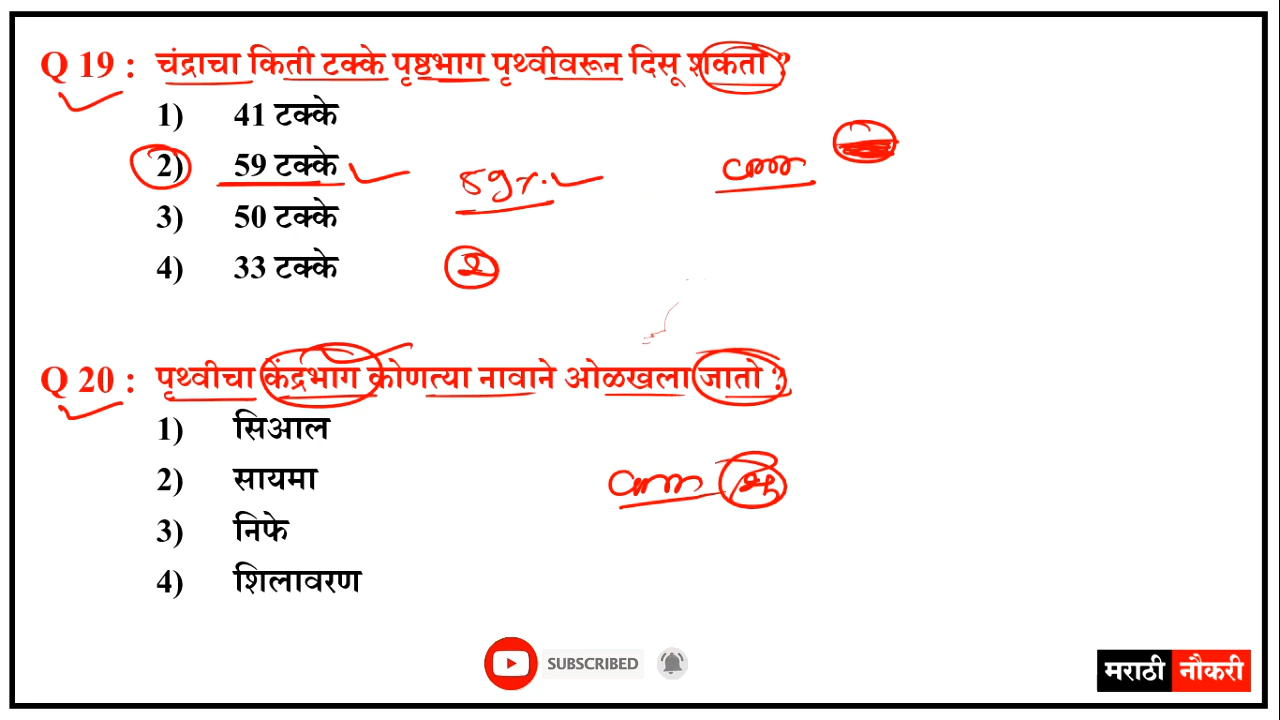 Q 19 : चंद्राचा किती टक्के पृष्ठभाग पृथ्वीवरून दिसू शकतो ?
1) 41 टक्के
2) 59 टक्के
3) 50 टक्के
4) 33 टक्के
Q 20 : पृथ्वीचा केंद्रभाग कोणत्या नावाने ओळखला जातो ?
1) सिआल
2) सायमा
3) निफे
4) शिलावरण
SUBSCRIBED
मराठी नौकरी